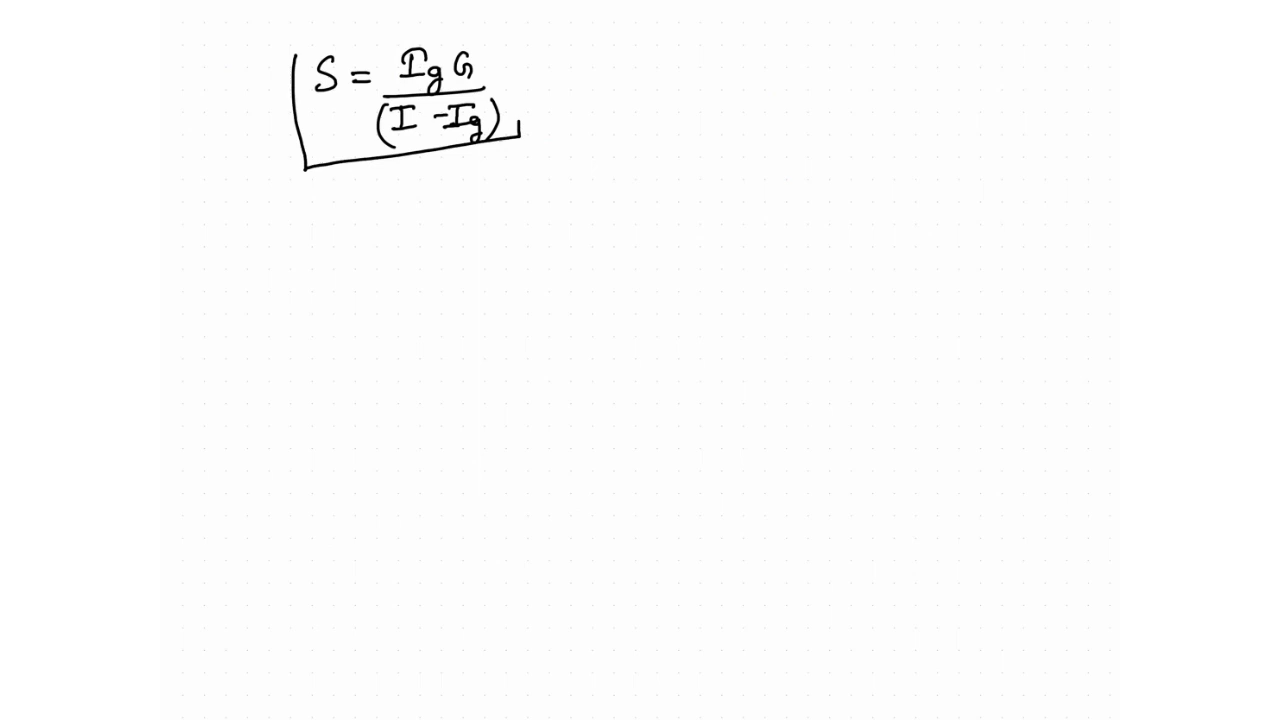 S = I_g G / (I - I_g)